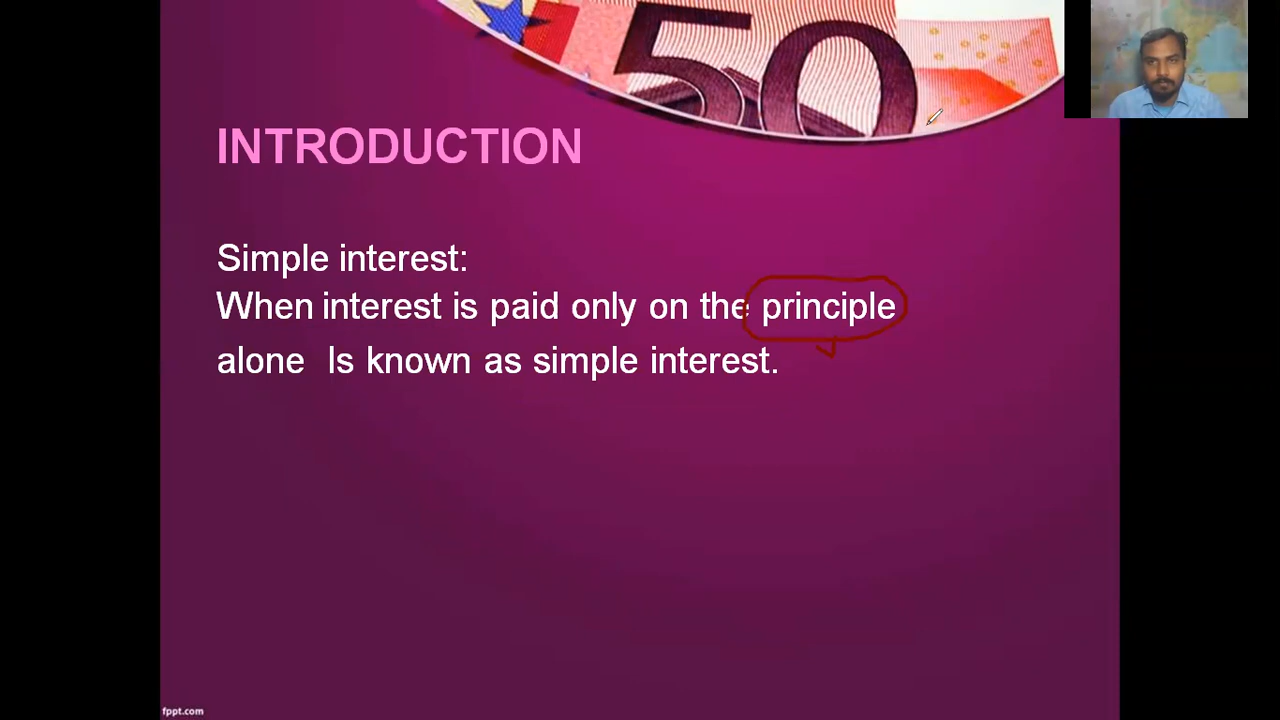 50
INTRODUCTION
Simple interest:
When interest is paid only on the principle
alone Is known as simple interest.
fppt.com